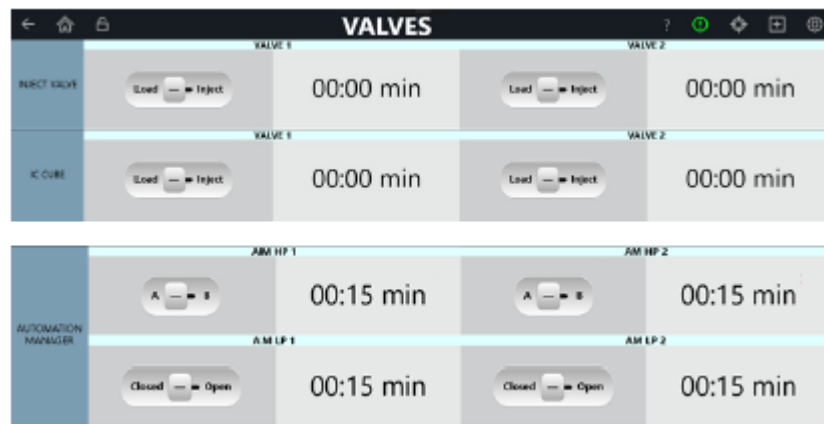 VALVES ?
VALVE 1 VALVE 2
INJECT VALVE Load Inject 00:00 min Load Inject 00:00 min
VALVE 1 VALVE 2
IC CUBE Load Inject 00:00 min Load Inject 00:00 min
AM HP 1 AM HP 2
A B 00:15 min A B 00:15 min
AUTOMATION
MANAGER
AM LP 1 AM LP 2
Closed Open 00:15 min Closed Open 00:15 min